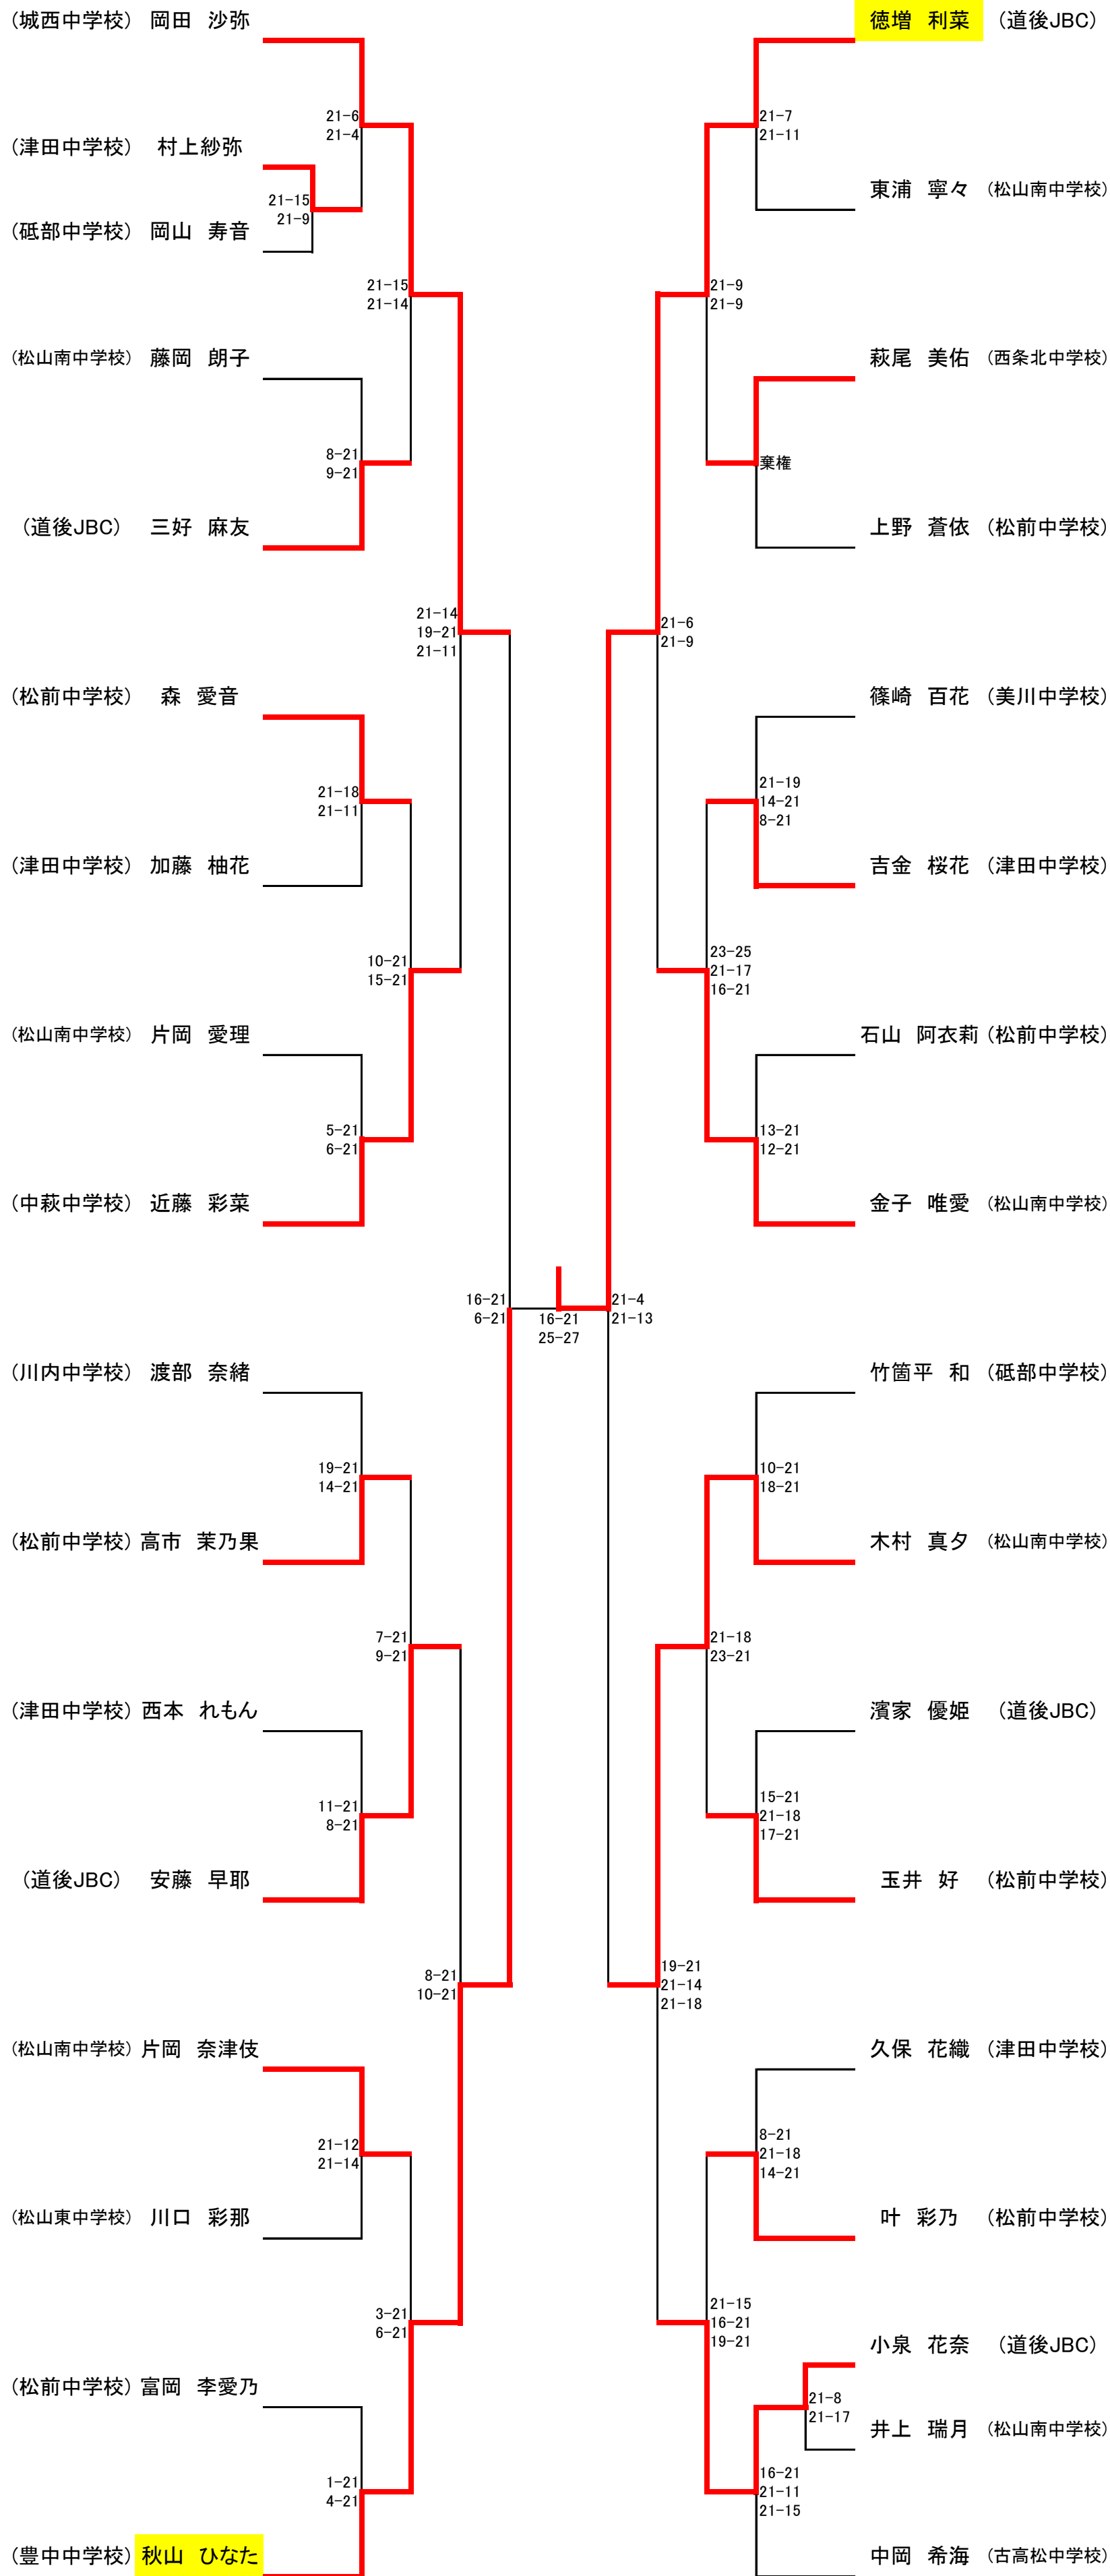 (城西中学校) 岡田 沙弥
21-6
21-4
(津田中学校) 村上紗弥
21-15
21-9
(砥部中学校) 岡山 寿音
21-15
21-14
(松山南中学校) 藤岡 朗子
8-21
9-21
(道後JBC) 三好 麻友
21-14
19-21
21-11
(松前中学校) 森 愛音
21-18
21-11
(津田中学校) 加藤 柚花
10-21
15-21
(松山南中学校) 片岡 愛理
5-21
6-21
(中萩中学校) 近藤 彩菜
16-21
6-21
(川内中学校) 渡部 奈緒
19-21
14-21
(松前中学校) 高市 茉乃果
7-21
9-21
(津田中学校) 西本 れもん
11-21
8-21
(道後JBC) 安藤 早耶
8-21
10-21
(松山南中学校) 片岡 奈津伎
21-12
21-14
(松山東中学校) 川口 彩那
3-21
6-21
(松前中学校) 富岡 李愛乃
1-21
4-21
(豊中中学校) 秋山 ひなた
16-21
25-27
徳増 利菜 (道後JBC)
21-7
21-11
東浦 寧々 (松山南中学校)
21-9
21-9
萩尾 美佑 (西条北中学校)
棄権
上野 蒼依 (松前中学校)
21-6
21-9
篠崎 百花 (美川中学校)
21-19
14-21
8-21
吉金 桜花 (津田中学校)
23-25
21-17
16-21
石山 阿衣莉 (松前中学校)
13-21
12-21
金子 唯愛 (松山南中学校)
21-4
21-13
竹箇平 和 (砥部中学校)
10-21
18-21
木村 真夕 (松山南中学校)
21-18
23-21
濱家 優姫 (道後JBC)
15-21
21-18
17-21
玉井 好 (松前中学校)
19-21
21-14
21-18
久保 花織 (津田中学校)
8-21
21-18
14-21
叶 彩乃 (松前中学校)
21-15
16-21
19-21
小泉 花奈 (道後JBC)
21-8
21-17
井上 瑞月 (松山南中学校)
16-21
21-11
21-15
中岡 希海 (古高松中学校)